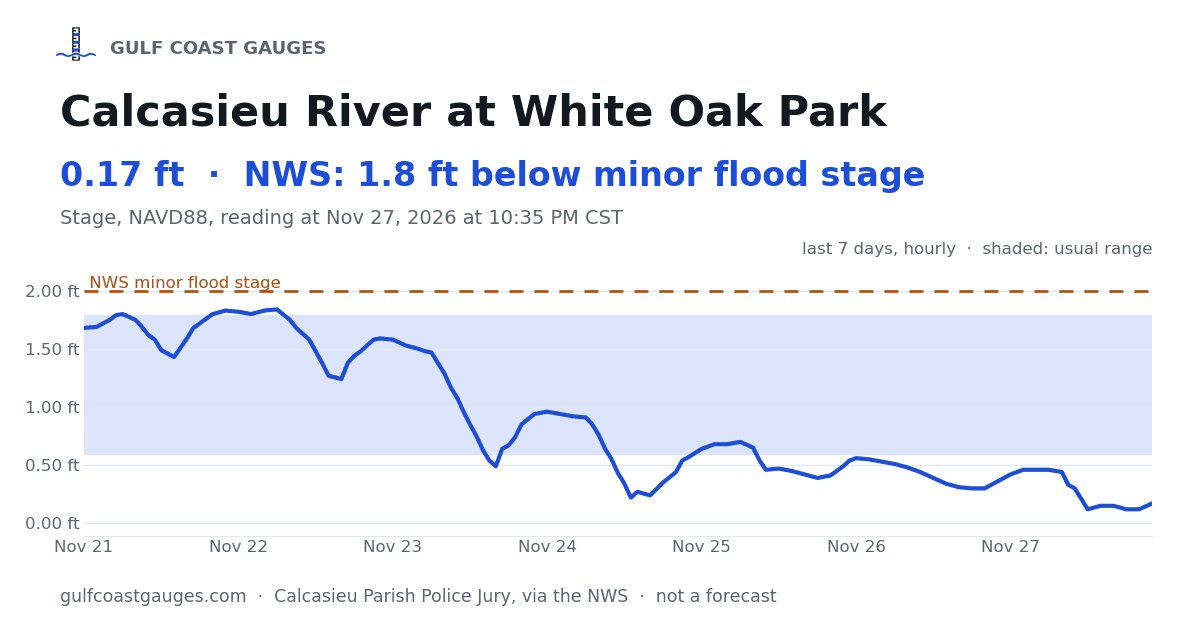 GULF COAST GAUGES
Calcasieu River at White Oak Park
0.17 ft · NWS: 1.8 ft below minor flood stage
Stage, NAVD88, reading at Nov 27, 2026 at 10:35 PM CST
last 7 days, hourly · shaded: usual range
NWS minor flood stage
2.00 ft
1.50 ft
1.00 ft
0.50 ft
0.00 ft
Nov 21 Nov 22 Nov 23 Nov 24 Nov 25 Nov 26 Nov 27
gulfcoastgauges.com · Calcasieu Parish Police Jury, via the NWS · not a forecast